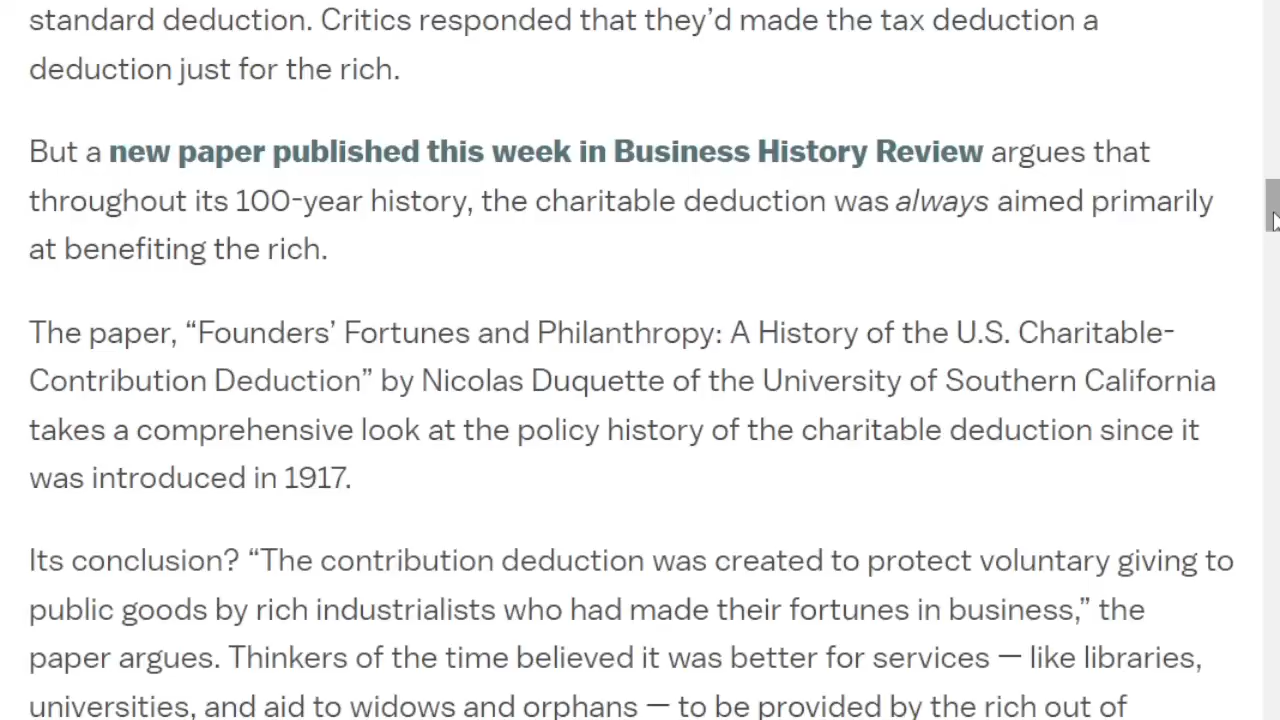 standard deduction. Critics responded that they’d made the tax deduction a
deduction just for the rich.
But a new paper published this week in Business History Review argues that
throughout its 100-year history, the charitable deduction was always aimed primarily
at benefiting the rich.
The paper, “Founders’ Fortunes and Philanthropy: A History of the U.S. Charitable-
Contribution Deduction” by Nicolas Duquette of the University of Southern California
takes a comprehensive look at the policy history of the charitable deduction since it
was introduced in 1917.
Its conclusion? “The contribution deduction was created to protect voluntary giving to
public goods by rich industrialists who had made their fortunes in business,” the
paper argues. Thinkers of the time believed it was better for services — like libraries,
universities, and aid to widows and orphans — to be provided by the rich out of